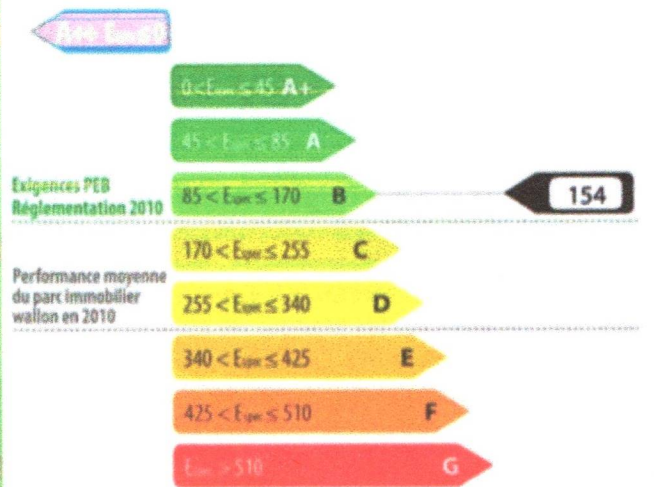 A++ Espec ≤ 0
0 < Espec ≤ 45 A+
45 < Espec ≤ 85 A
Exigences PEB
Réglementation 2010
85 < Espec ≤ 170 B
154
170 < Espec ≤ 255 C
Performance moyenne
du parc immobilier
wallon en 2010
255 < Espec ≤ 340 D
340 < Espec ≤ 425 E
425 < Espec ≤ 510 F
Espec > 510 G